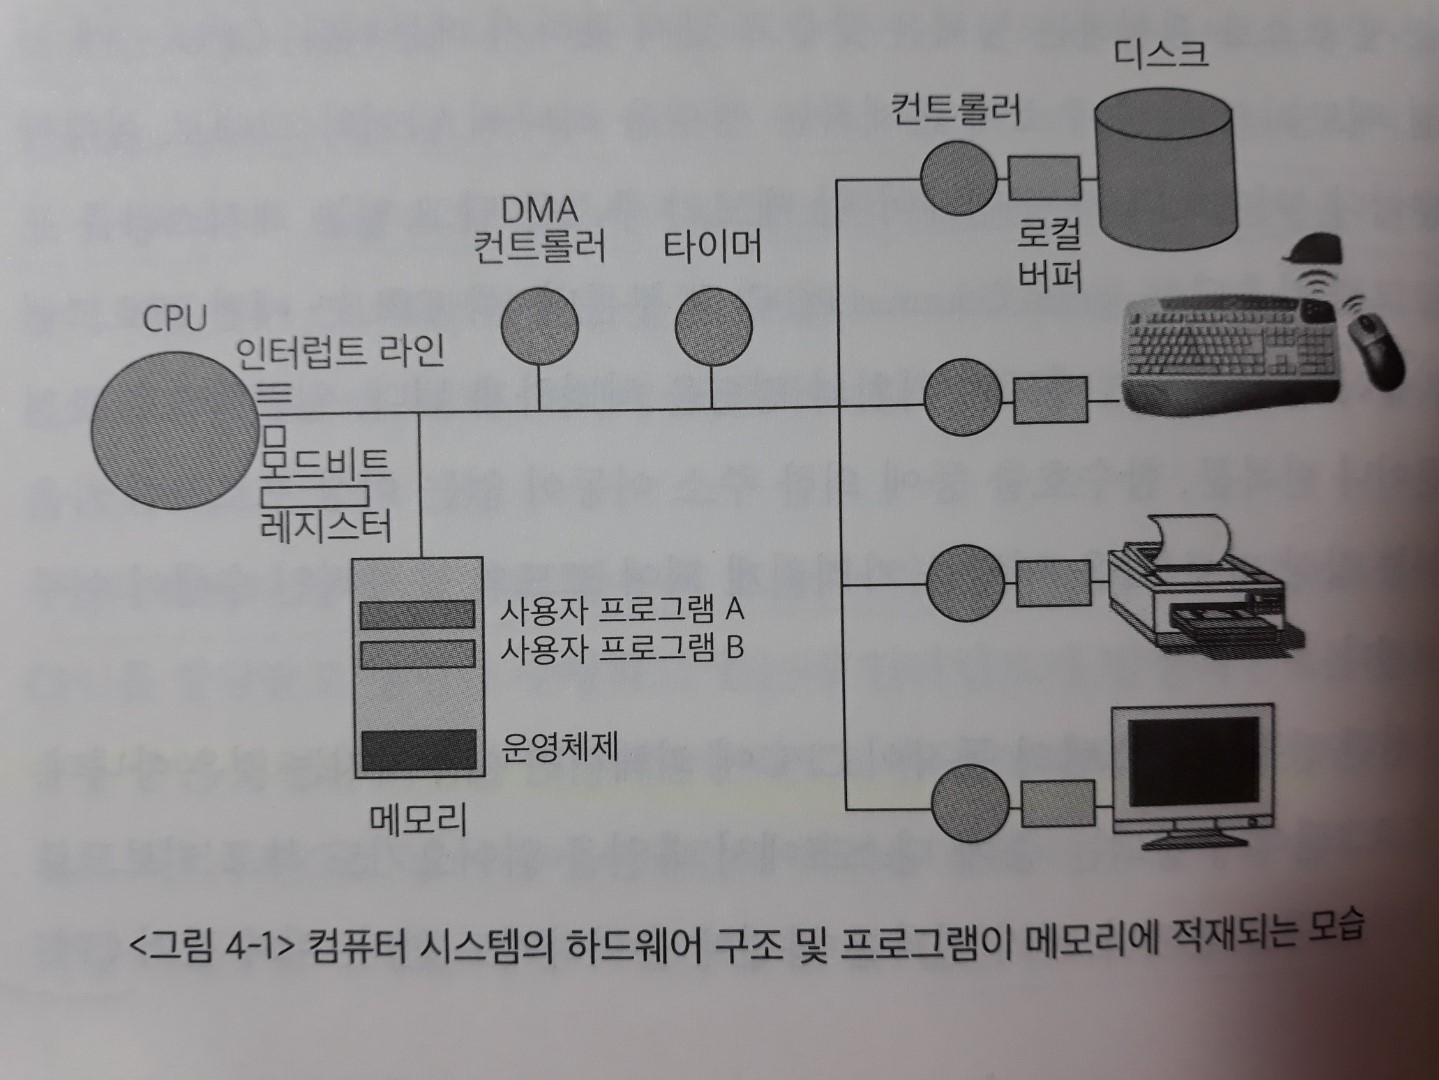 디스크
컨트롤러
로컬
버퍼
DMA
컨트롤러
타이머
CPU
인터럽트 라인
모드비트
레지스터
사용자 프로그램 A
사용자 프로그램 B
운영체제
메모리
<그림 4-1> 컴퓨터 시스템의 하드웨어 구조 및 프로그램이 메모리에 적재되는 모습